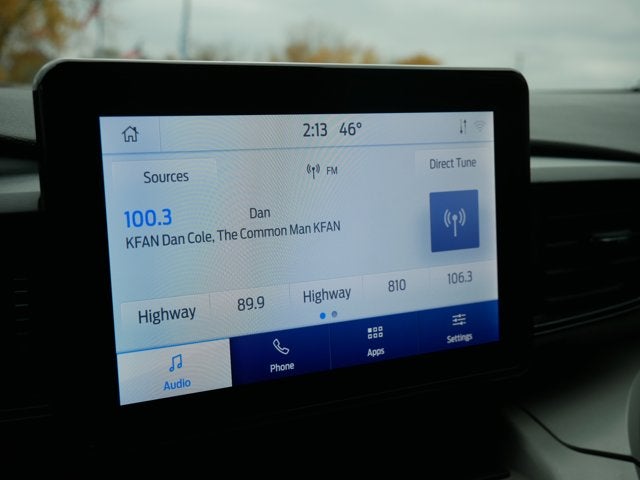 2:13 46°
Sources FM Direct Tune
100.3 Dan
KFAN Dan Cole, The Common Man KFAN
Highway 89.9 Highway 810 106.3
Audio Phone Apps Settings